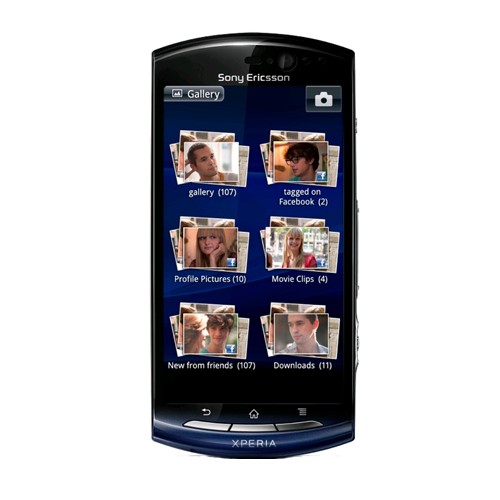 Sony Ericsson
Gallery
gallery (107)
tagged on
Facebook (2)
Profile Pictures (10)
Movie Clips (4)
New from friends (107)
Downloads (11)
XPERIA